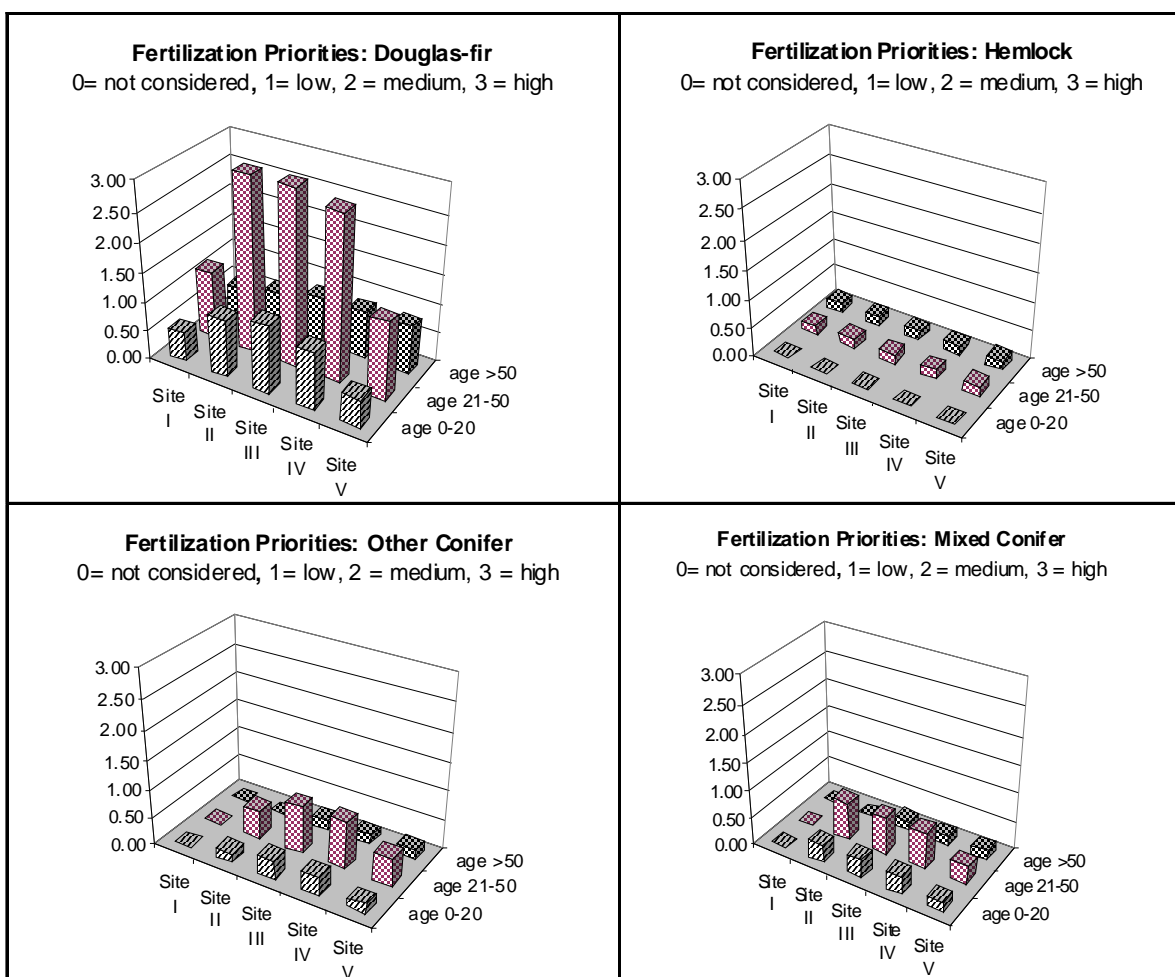 Fertilization Priorities: Douglas-fir
0= not considered, 1= low, 2 = medium, 3 = high
3.00
2.50
2.00
1.50
1.00
0.50
0.00
Site I
Site II
Site III
Site IV
Site V
age >50
age 21-50
age 0-20
Fertilization Priorities: Hemlock
0= not considered, 1= low, 2 = medium, 3 = high
3.00
2.50
2.00
1.50
1.00
0.50
0.00
Site I
Site II
Site III
Site IV
Site V
age >50
age 21-50
age 0-20
Fertilization Priorities: Other Conifer
0= not considered, 1= low, 2 = medium, 3 = high
3.00
2.50
2.00
1.50
1.00
0.50
0.00
Site I
Site II
Site III
Site IV
Site V
age >50
age 21-50
age 0-20
Fertilization Priorities: Mixed Conifer
0= not considered, 1= low, 2 = medium, 3 = high
3.00
2.50
2.00
1.50
1.00
0.50
0.00
Site I
Site II
Site III
Site IV
Site V
age >50
age 21-50
age 0-20